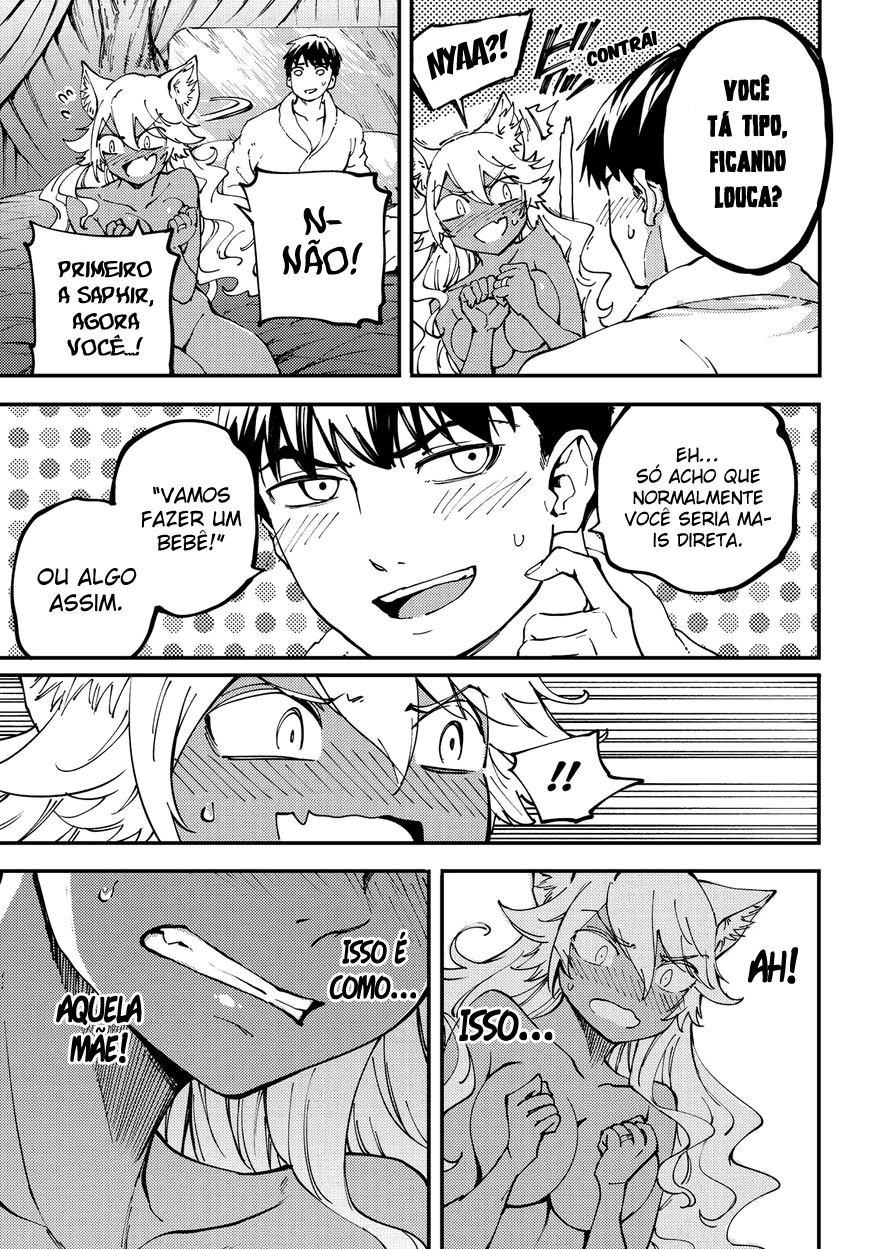 VOCÊ
TÁ TIPO,
FICANDO
LOUCA?
CONTRÁI
NYAA?!
N-
NÃO!
PRIMEIRO
A SAPHIR,
AGORA
VOCÊ...!
EH...
SÓ ACHO QUE
NORMALMENTE
VOCÊ SERIA MA-
IS DIRETA.
"VAMOS
FAZER UM
BEBÊ!"
OU ALGO
ASSIM.
!!
AH!
ISSO...
ISSO É
COMO...
AQUELA
MÃE!